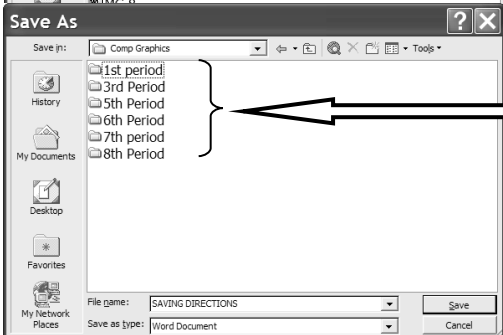 Save As
Save in: Comp Graphics Tools
1st period
3rd Period
5th Period
6th Period
7th period
8th Period
History
My Documents
Desktop
Favorites
My Network
Places
File name: SAVING DIRECTIONS Save
Save as type: Word Document Cancel